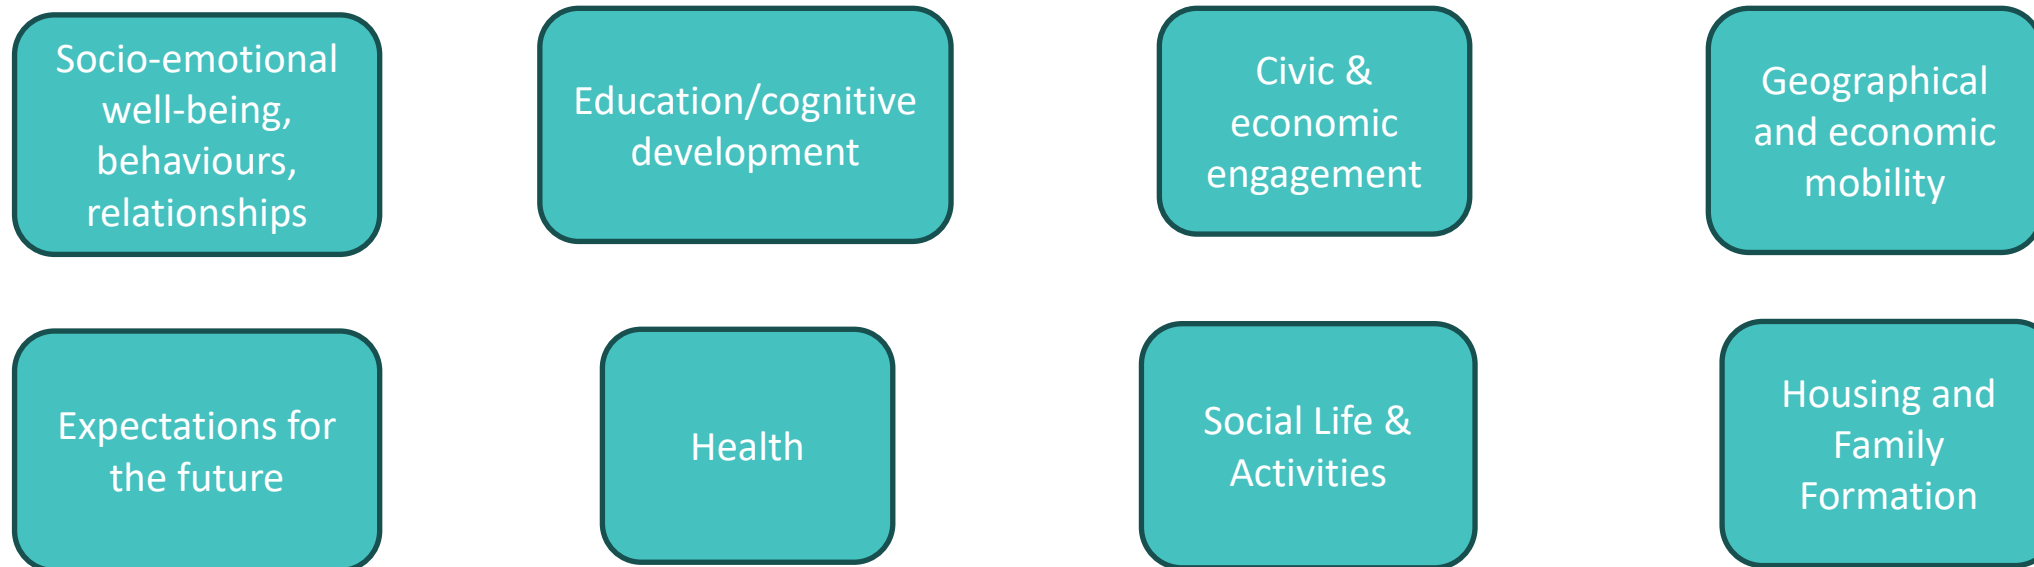 Socio-emotional
well-being,
behaviours,
relationships
Education/cognitive
development
Civic &
economic
engagement
Geographical
and economic
mobility
Expectations for
the future
Health
Social Life &
Activities
Housing and
Family
Formation